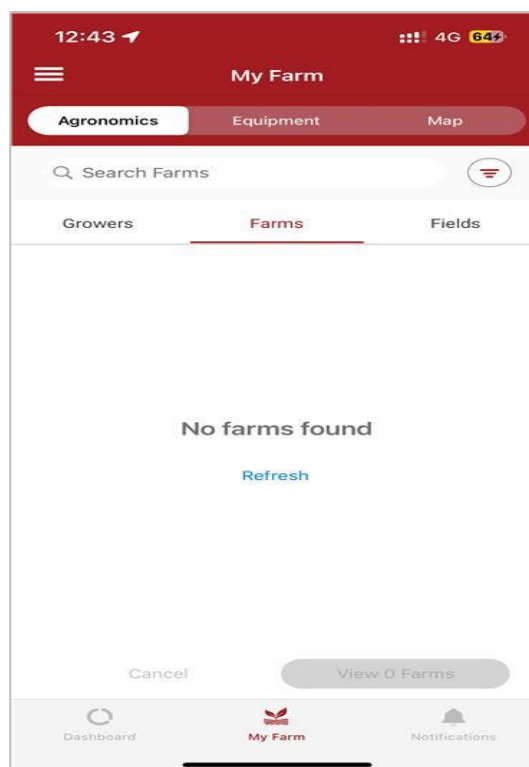 12:43 4G 64
My Farm
Agronomics Equipment Map
Search Farms
Growers Farms Fields
No farms found
Refresh
Cancel View 0 Farms
Dashboard My Farm Notifications